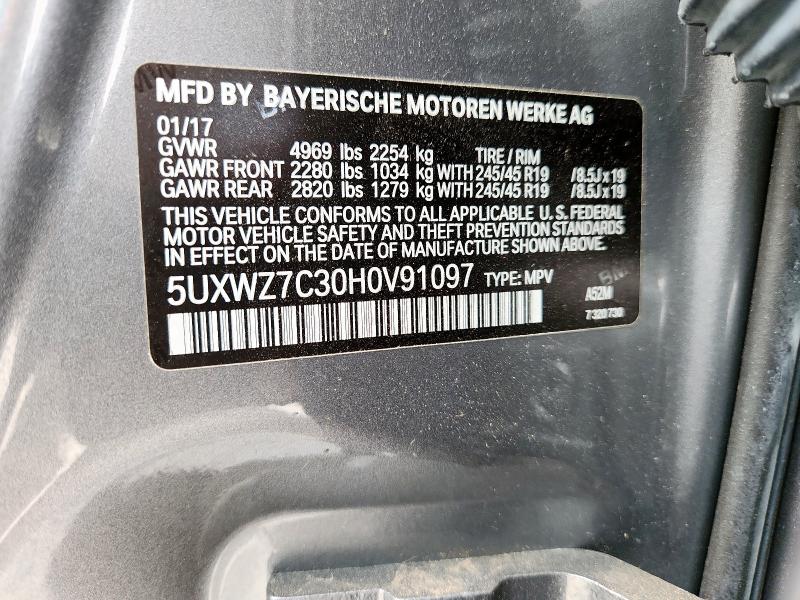 MFD BY BAYERISCHE MOTOREN WERKE AG
01/17
GVWR 4969 lbs 2254 kg TIRE / RIM
GAWR FRONT 2280 lbs 1034 kg WITH 245/45 R19 /8.5J x 19
GAWR REAR 2820 lbs 1279 kg WITH 245/45 R19 /8.5J x 19
THIS VEHICLE CONFORMS TO ALL APPLICABLE U.S. FEDERAL
MOTOR VEHICLE SAFETY AND THEFT PREVENTION STANDARDS
IN EFFECT ON THE DATE OF MANUFACTURE SHOWN ABOVE.
5UXWZ7C30H0V91097 TYPE: MPV
A52M
7 320 730